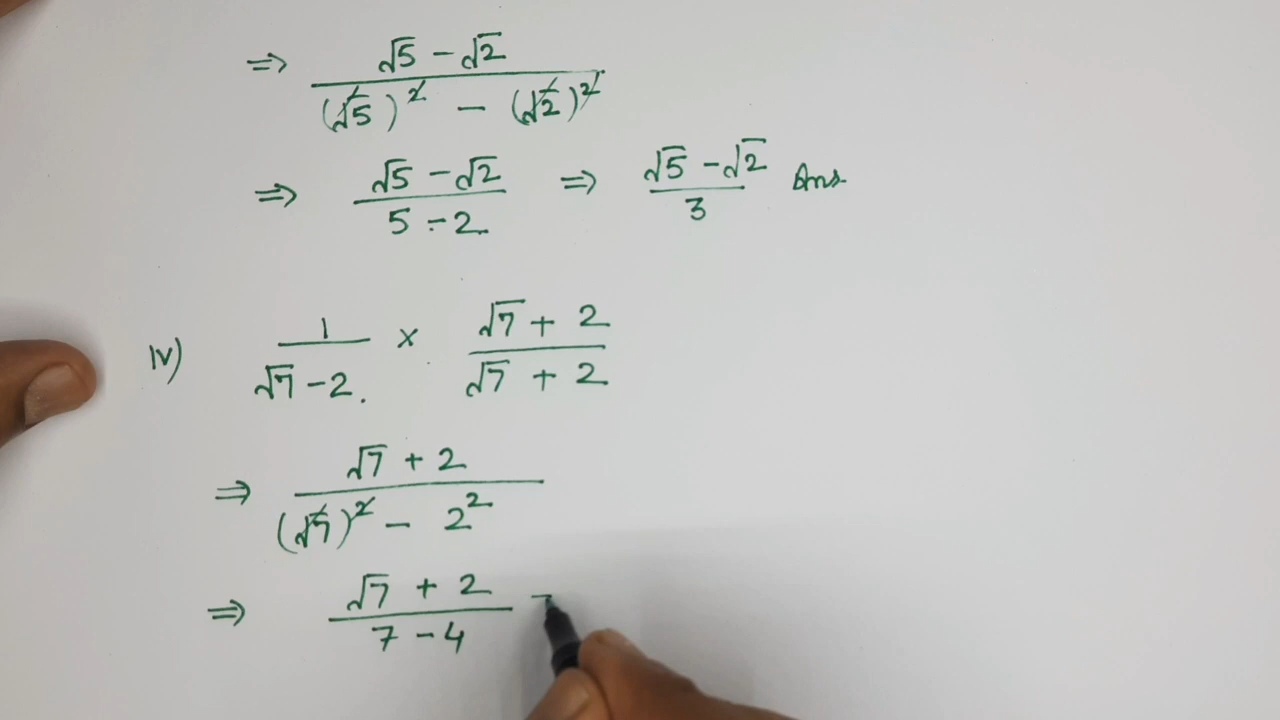 ⇒ (√5 − √2) / ((√5)² − (√2)²)
⇒ (√5 − √2) / (5 − 2) ⇒ (√5 − √2) / 3 Ans.
IV) 1 / (√7 − 2) × (√7 + 2) / (√7 + 2)
⇒ (√7 + 2) / ((√7)² − 2²)
⇒ (√7 + 2) / (7 − 4)